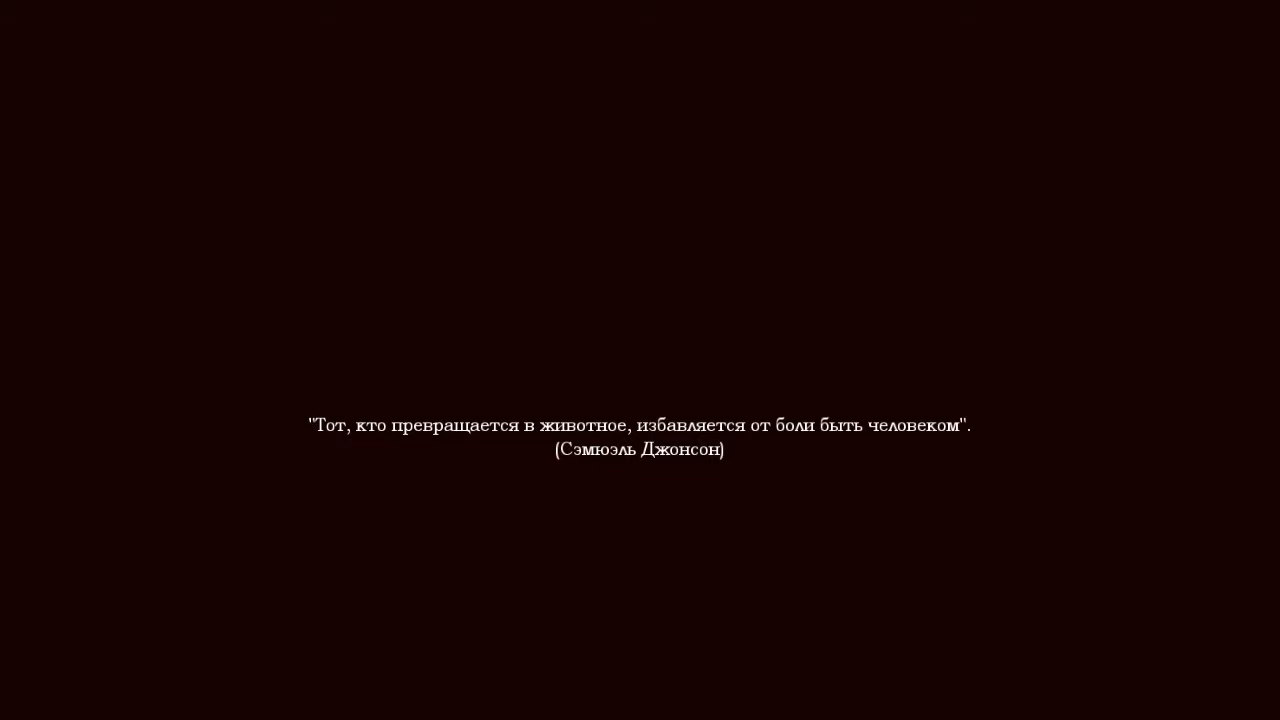 "Тот, кто превращается в животное, избавляется от боли быть человеком".
(Сэмюэль Джонсон)